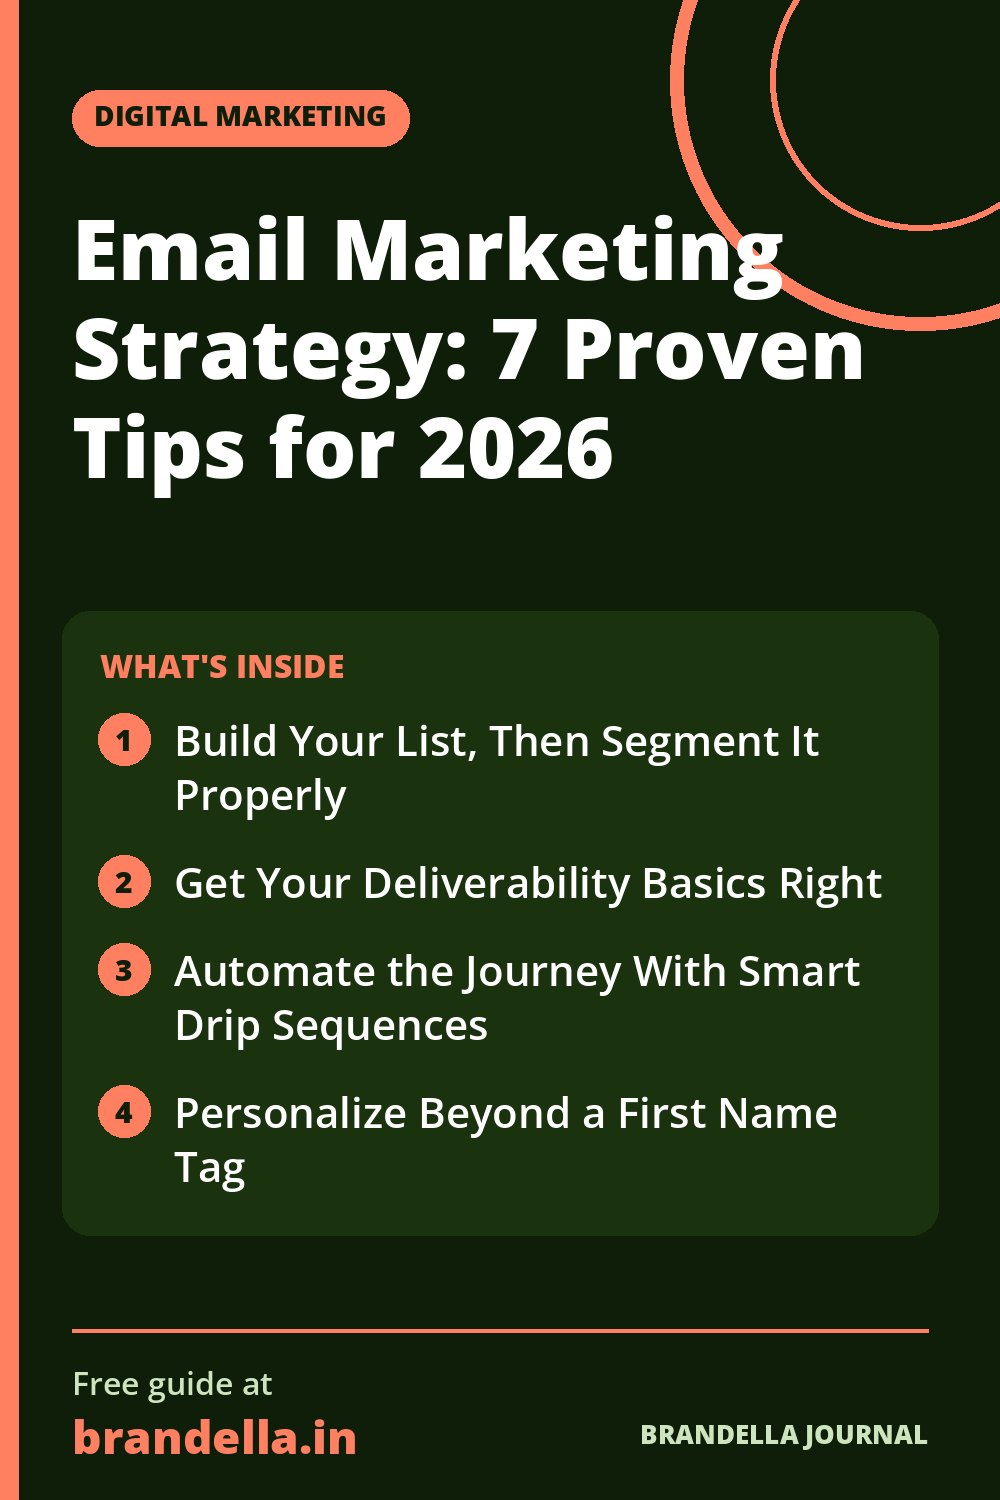 DIGITAL MARKETING
Email Marketing
Strategy: 7 Proven
Tips for 2026
WHAT'S INSIDE
1 Build Your List, Then Segment It
Properly
2 Get Your Deliverability Basics Right
3 Automate the Journey With Smart
Drip Sequences
4 Personalize Beyond a First Name
Tag
Free guide at
brandella.in
BRANDELLA JOURNAL